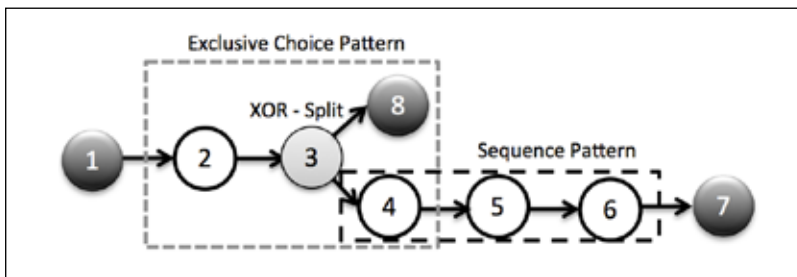 Exclusive Choice Pattern
XOR - Split
8
1
2
3
Sequence Pattern
4
5
6
7